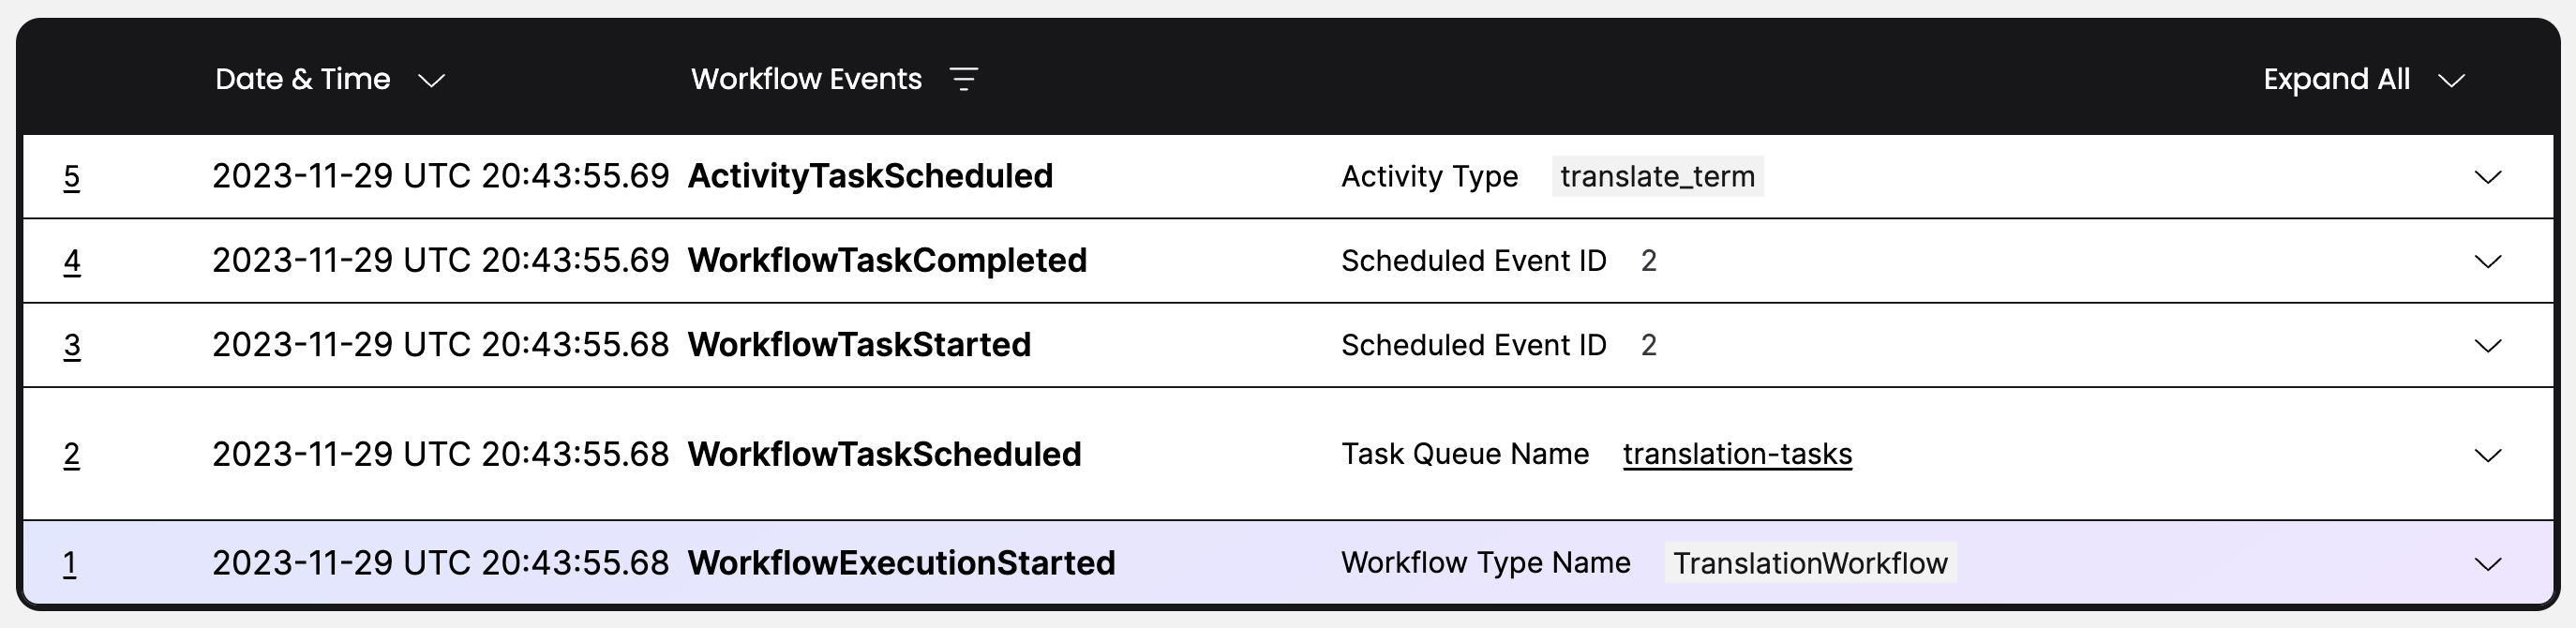 Date & Time Workflow Events Expand All
5 2023-11-29 UTC 20:43:55.69 ActivityTaskScheduled Activity Type translate_term
4 2023-11-29 UTC 20:43:55.69 WorkflowTaskCompleted Scheduled Event ID 2
3 2023-11-29 UTC 20:43:55.68 WorkflowTaskStarted Scheduled Event ID 2
2 2023-11-29 UTC 20:43:55.68 WorkflowTaskScheduled Task Queue Name translation-tasks
1 2023-11-29 UTC 20:43:55.68 WorkflowExecutionStarted Workflow Type Name TranslationWorkflow